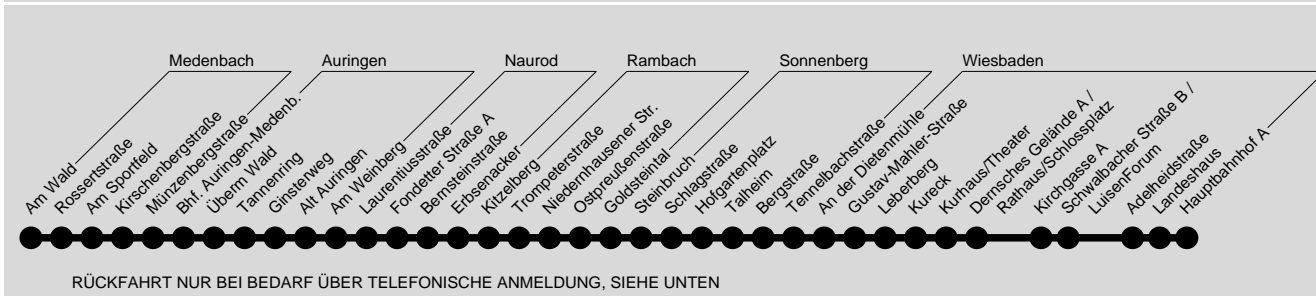 Medenbach
Auringen
Naurod
Rambach
Sonnenberg
Wiesbaden
Am Wald
Rossertstraße
Am Sportfeld
Kirschenbergstraße
Münzenbergstraße
Bhf. Auringen-Medenb.
Überm Wald
Tannenring
Ginsterweg
Alt Auringen
Am Weinberg
Laurentiusstraße
Fondetter Straße A
Bernsteinstraße
Erbsenacker
Kitzelberg
Trompeterstraße
Niedernhausener Str.
Ostpreußenstraße
Goldsteintal
Steinbruch
Schlagstraße
Hofgartenplatz
Talheim
Bergstraße
Tennelbachstraße
An der Dietenmühle
Gustav-Mahler-Straße
Leberberg
Kureck
Kurhaus/Theater
Dernsches Gelände A /
Rathaus/Schlossplatz
Kirchgasse A
Schwalbacher Straße B /
LuisenForum
Adelheidstraße
Landeshaus
Hauptbahnhof A
RÜCKFAHRT NUR BEI BEDARF ÜBER TELEFONISCHE ANMELDUNG, SIEHE UNTEN